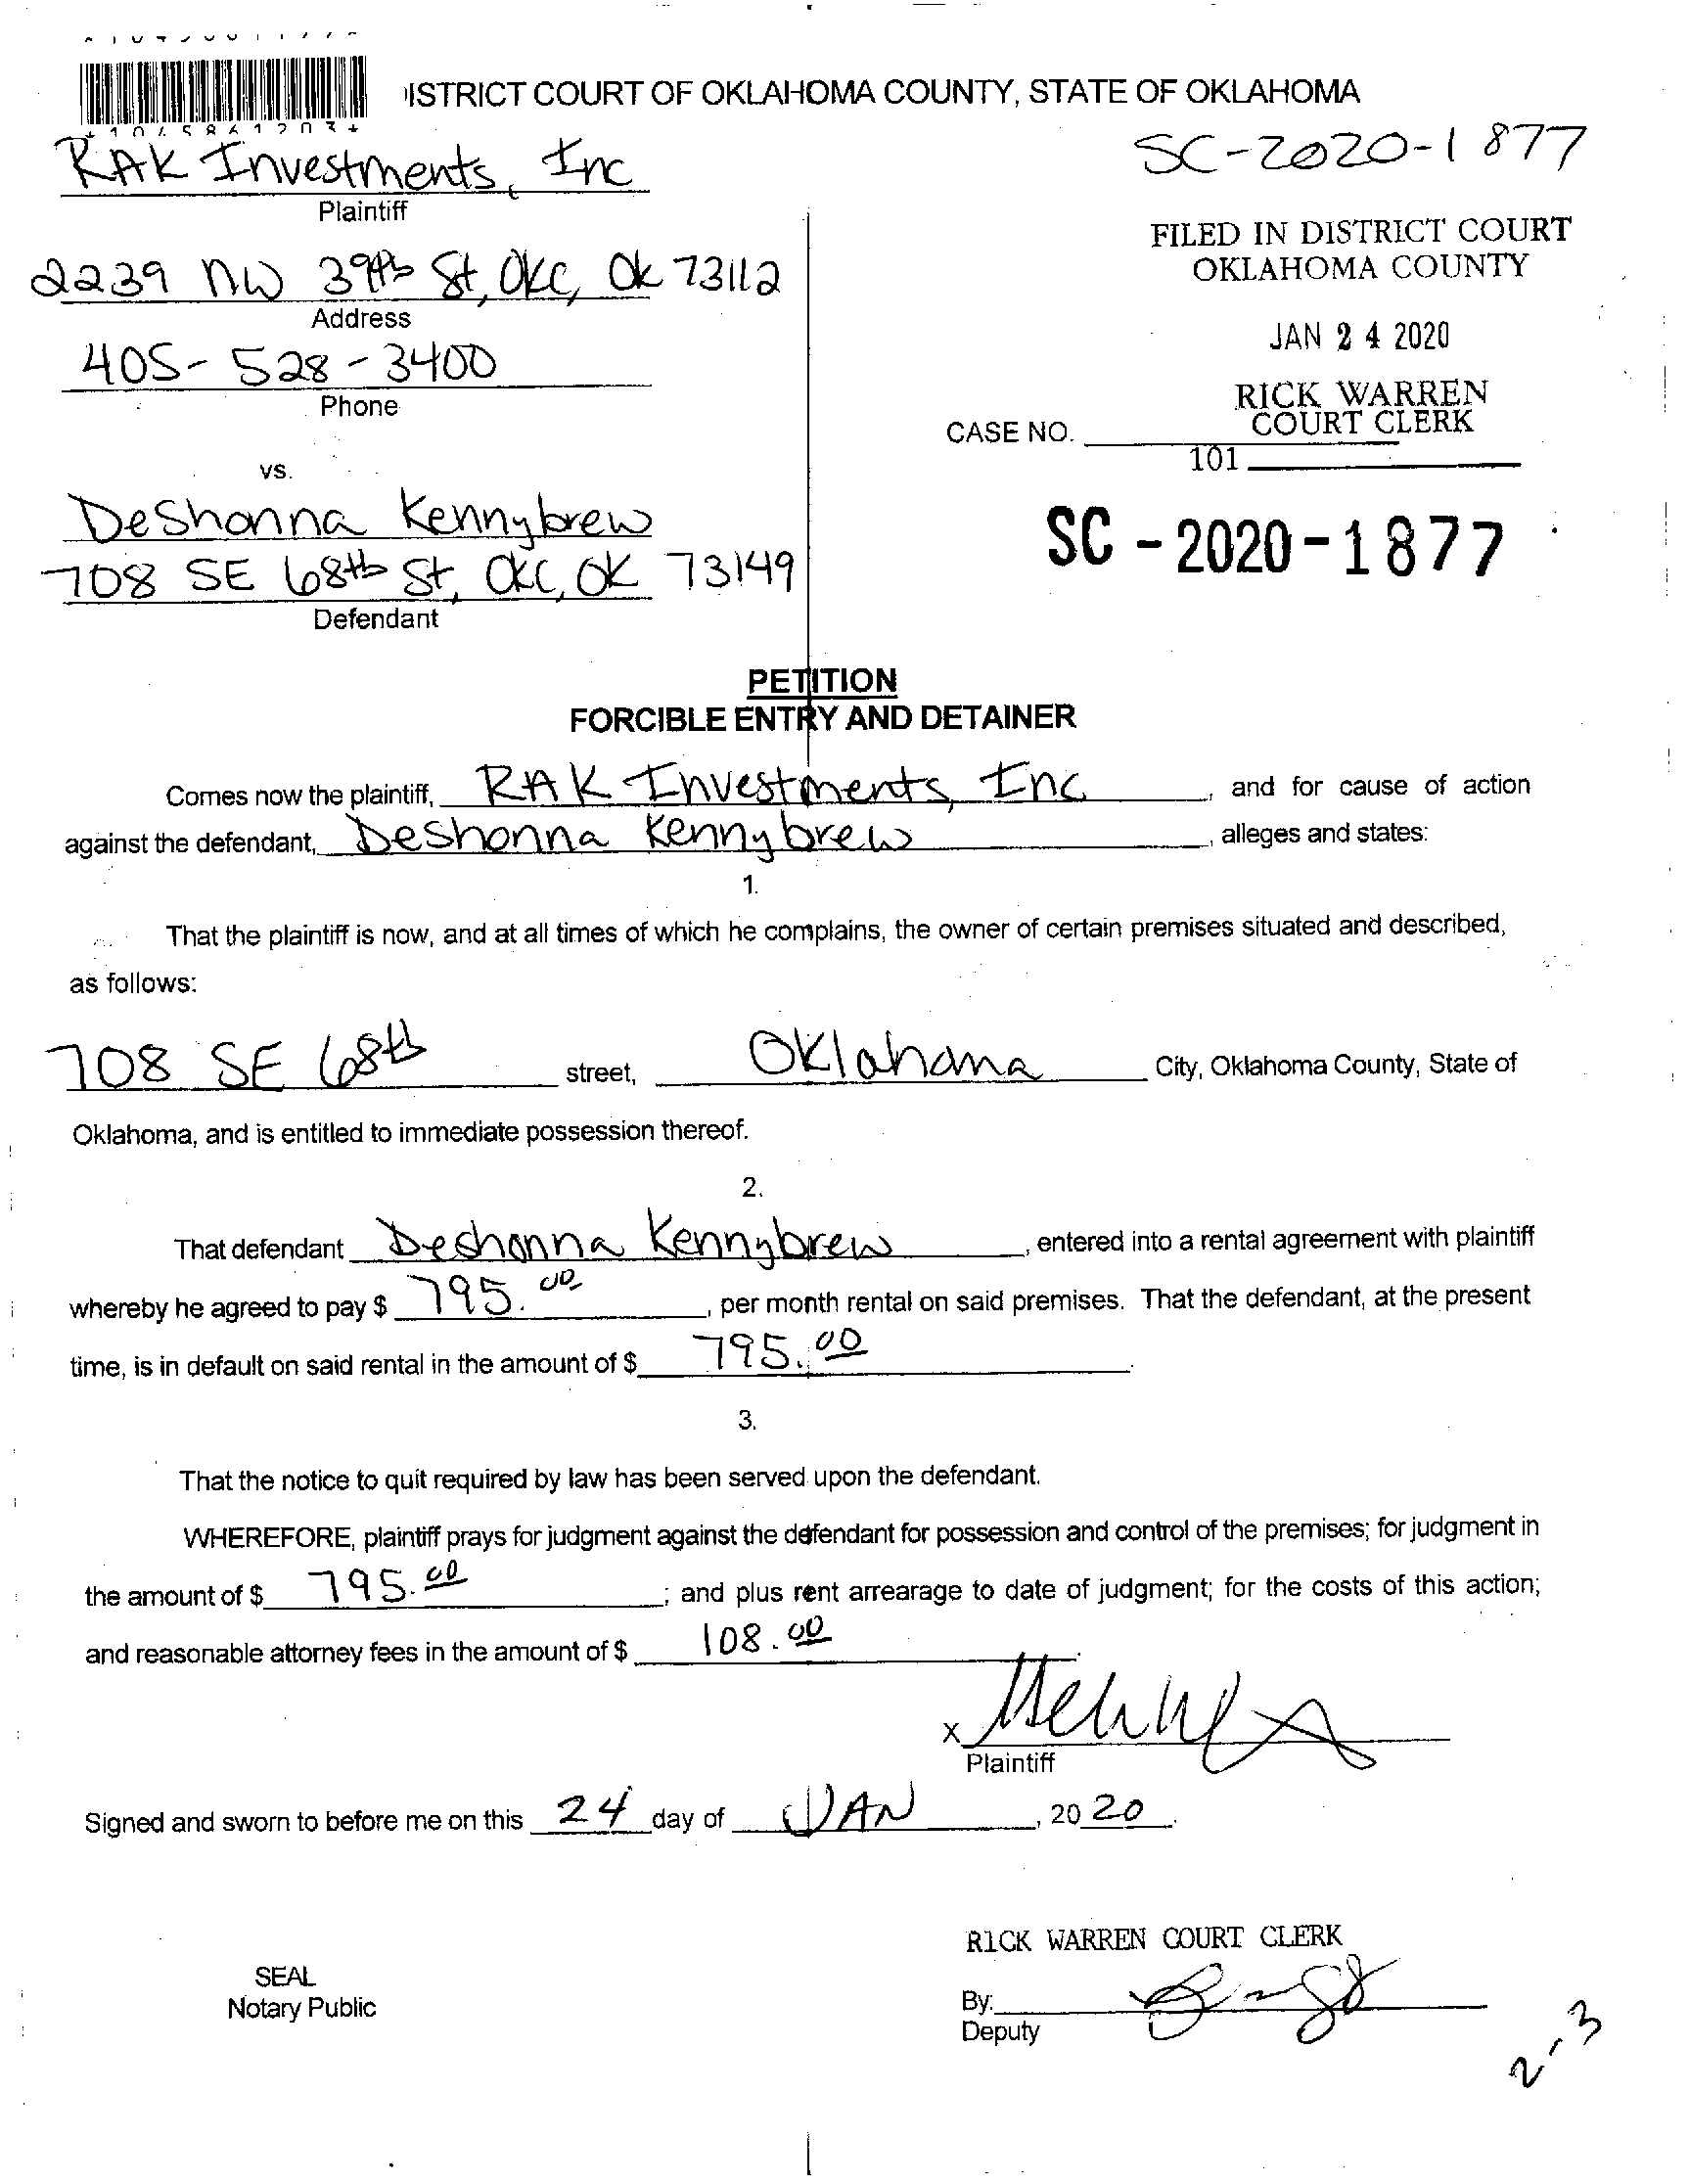 ISTRICT COURT OF OKLAHOMA COUNTY, STATE OF OKLAHOMA
*1045861203*
RAK Investments, Inc
SC-2020-1877
Plaintiff
FILED IN DISTRICT COURT
OKLAHOMA COUNTY
2239 NW 39th St, OKC, Ok 73112
Address
JAN 24 2020
405-528-3400
Phone
RICK WARREN
COURT CLERK
CASE NO.
101
vs.
DeShonna Kennybrew
708 SE 68th St, OKC, OK 73149
SC-2020-1877
Defendant
PETITION
FORCIBLE ENTRY AND DETAINER
Comes now the plaintiff, RAK Investments, Inc, and for cause of action
against the defendant, Deshonna Kennybrew, alleges and states:
1.
That the plaintiff is now, and at all times of which he complains, the owner of certain premises situated and described,
as follows:
708 SE 68th street, Oklahoma City, Oklahoma County, State of
Oklahoma, and is entitled to immediate possession thereof.
2.
That defendant Deshonna Kennybrew, entered into a rental agreement with plaintiff
whereby he agreed to pay $ 795.00, per month rental on said premises. That the defendant, at the present
time, is in default on said rental in the amount of $ 795.00.
3.
That the notice to quit required by law has been served upon the defendant.
WHEREFORE, plaintiff prays for judgment against the defendant for possession and control of the premises; for judgment in
the amount of $ 795.00; and plus rent arrearage to date of judgment; for the costs of this action;
and reasonable attorney fees in the amount of $ 108.00.
X
Plaintiff
Signed and sworn to before me on this 24 day of JAN, 2020.
RICK WARREN COURT CLERK
SEAL
Notary Public
By:
Deputy
2-3